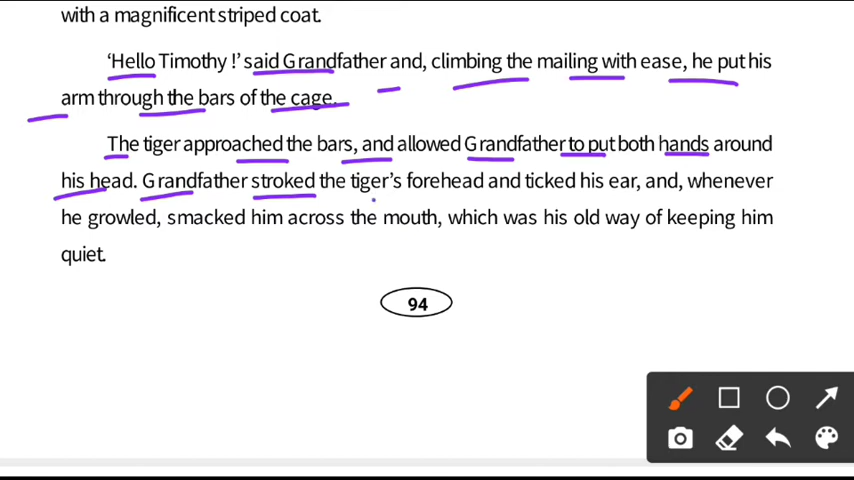 with a magnificent striped coat.
‘Hello Timothy !’ said Grandfather and, climbing the mailing with ease, he put his
arm through the bars of the cage.
The tiger approached the bars, and allowed Grandfather to put both hands around
his head. Grandfather stroked the tiger’s forehead and ticked his ear, and, whenever
he growled, smacked him across the mouth, which was his old way of keeping him
quiet.
94